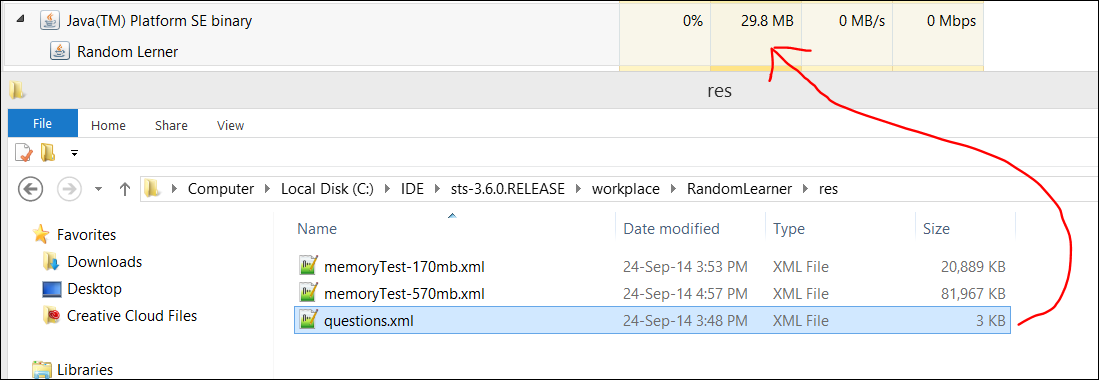 Java(TM) Platform SE binary 0% 29.8 MB 0 MB/s 0 Mbps
Random Lerner
res
File Home Share View
Computer Local Disk (C:) IDE sts-3.6.0.RELEASE workplace RandomLearner res
Favorites
Downloads
Desktop
Creative Cloud Files
Libraries
Name Date modified Type Size
memoryTest-170mb.xml 24-Sep-14 3:53 PM XML File 20,889 KB
memoryTest-570mb.xml 24-Sep-14 4:57 PM XML File 81,967 KB
questions.xml 24-Sep-14 3:48 PM XML File 3 KB